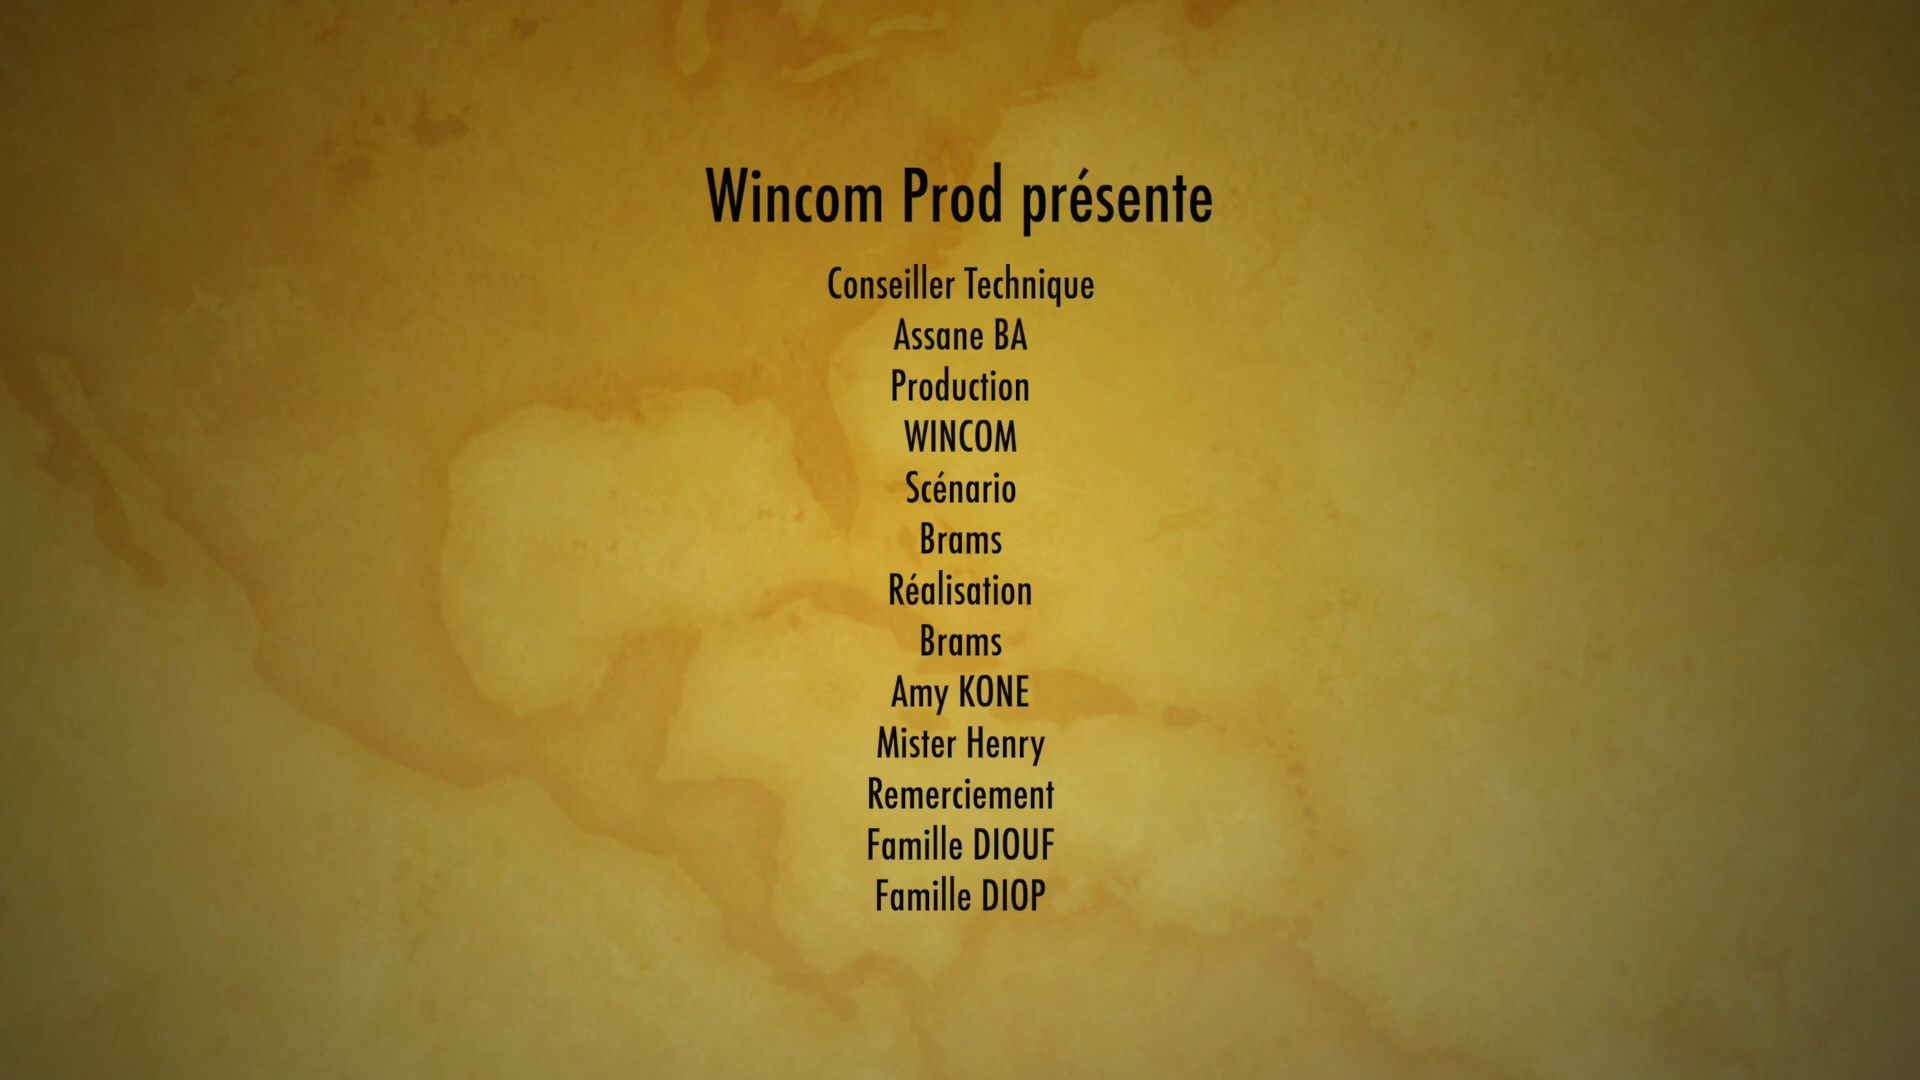 Wincom Prod présente
Conseiller Technique
Assane BA
Production
WINCOM
Scénario
Brams
Réalisation
Brams
Amy KONE
Mister Henry
Remerciement
Famille DIOUF
Famille DIOP